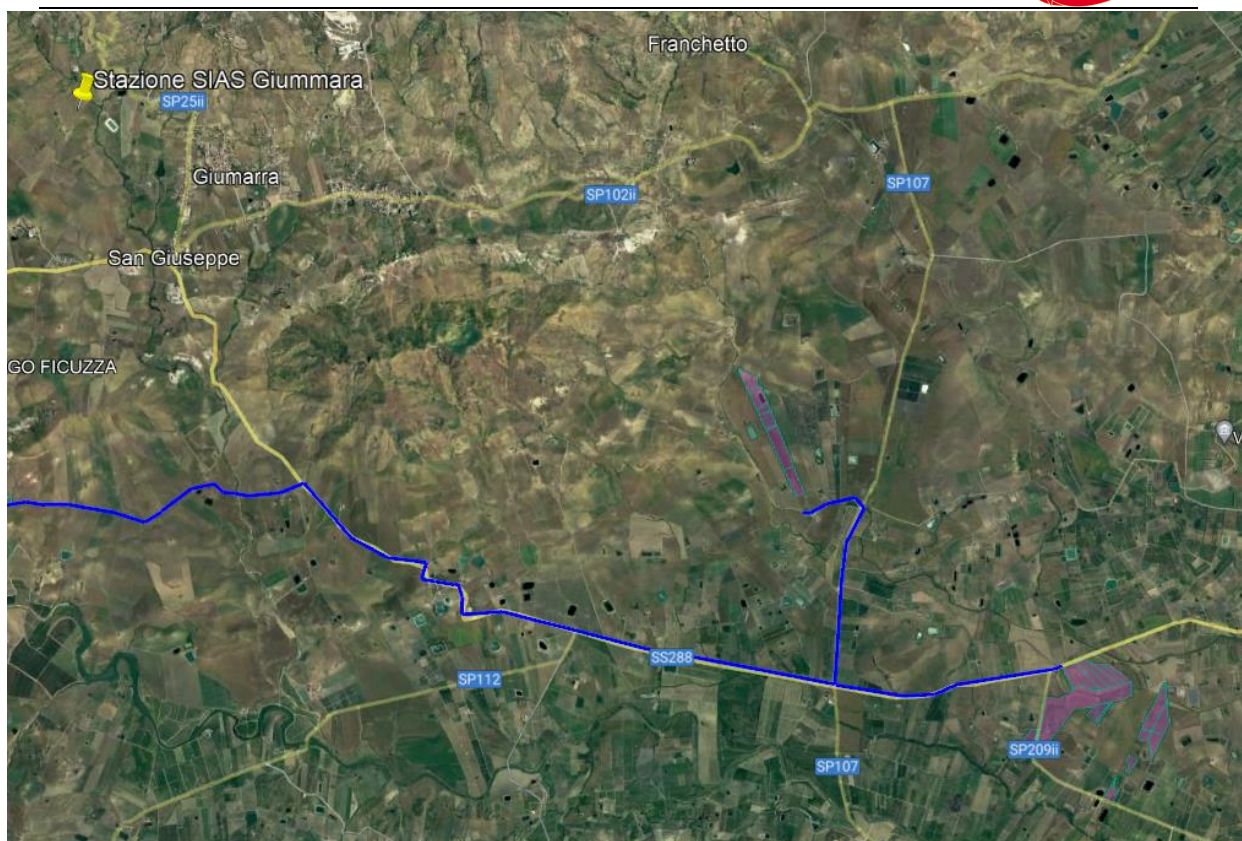 Franchetto
Stazione SIAS Giummara
SP25ii
Giumarra
SP107
SP102ii
San Giuseppe
GO FICUZZA
V
SS288
SP112
SP209ii
SP107